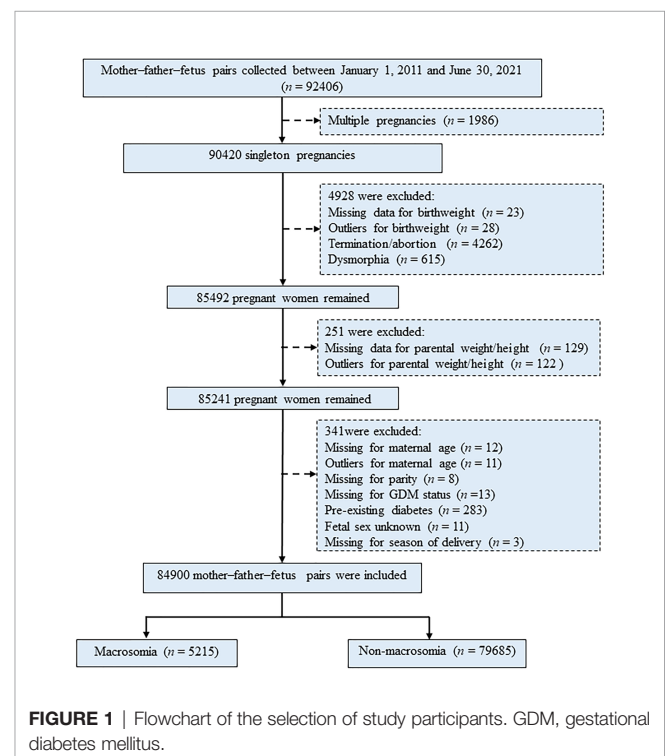 Mother–father–fetus pairs collected between January 1, 2011 and June 30, 2021
(n = 92406)
Multiple pregnancies (n = 1986)
90420 singleton pregnancies
4928 were excluded:
Missing data for birthweight (n = 23)
Outliers for birthweight (n = 28)
Termination/abortion (n = 4262)
Dysmorphia (n = 615)
85492 pregnant women remained
251 were excluded:
Missing data for parental weight/height (n = 129)
Outliers for parental weight/height (n = 122 )
85241 pregnant women remained
341were excluded:
Missing for maternal age (n = 12)
Outliers for maternal age (n = 11)
Missing for parity (n = 8)
Missing for GDM status (n =13)
Pre-existing diabetes (n = 283)
Fetal sex unknown (n = 11)
Missing for season of delivery (n = 3)
84900 mother–father–fetus pairs were included
Macrosomia (n = 5215)
Non-macrosomia (n = 79685)
FIGURE 1 | Flowchart of the selection of study participants. GDM, gestational
diabetes mellitus.